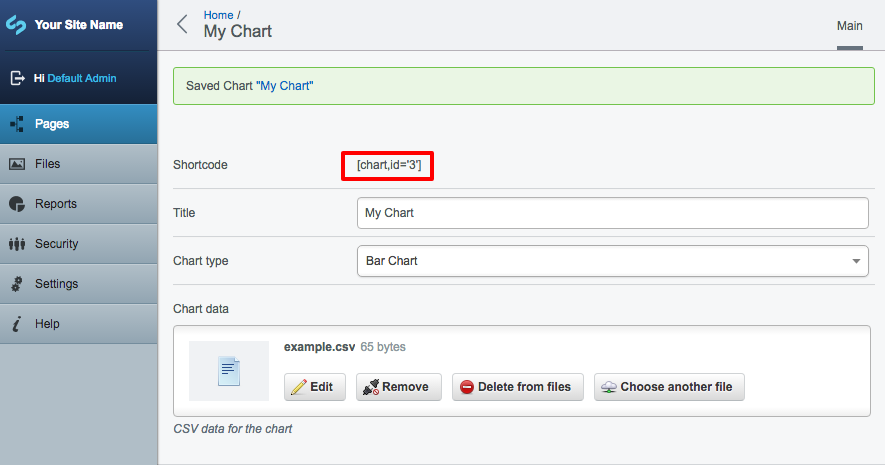 Your Site Name
Hi Default Admin
Pages
Files
Reports
Security
Settings
Help
Home /
My Chart
Main
Saved Chart "My Chart"
Shortcode [chart,id='3']
Title My Chart
Chart type Bar Chart
Chart data
example.csv 65 bytes
Edit Remove Delete from files Choose another file
CSV data for the chart